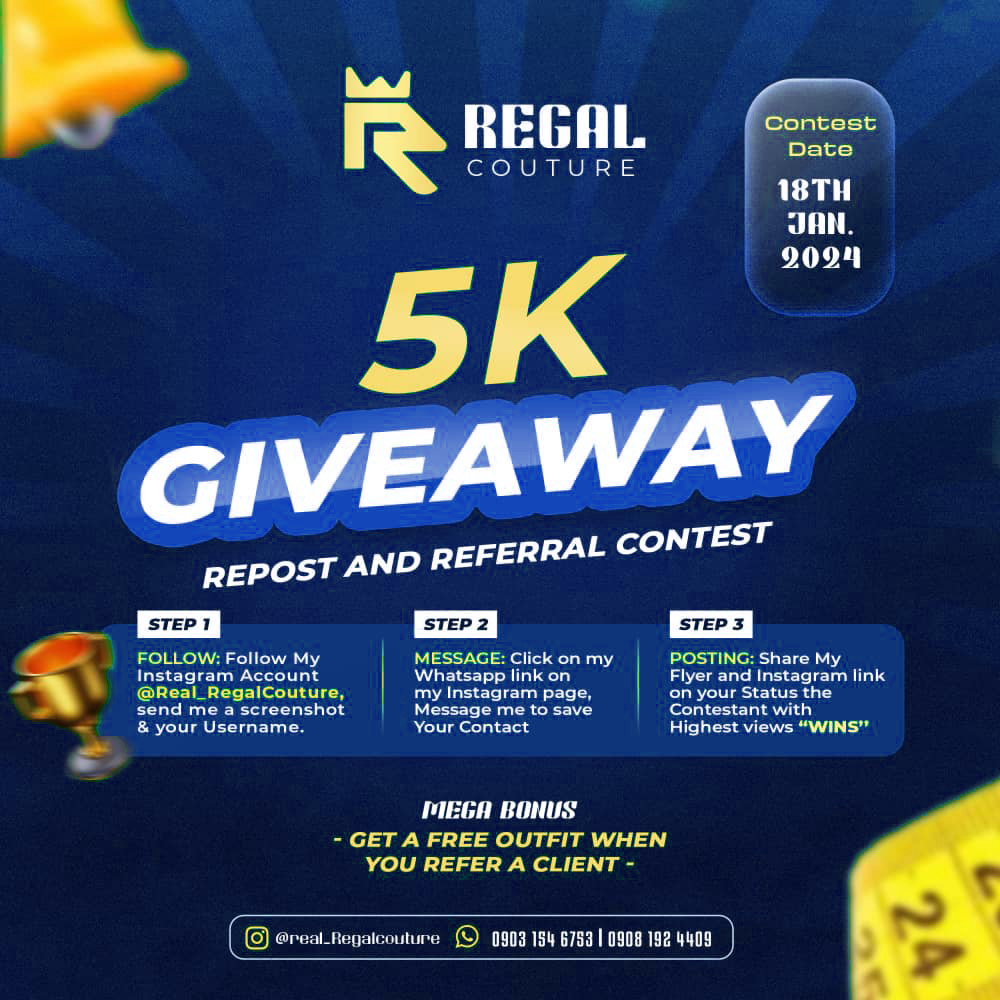 REGAL
COUTURE
Contest
Date
18TH
JAN.
2024
5K
GIVEAWAY
REPOST AND REFERRAL CONTEST
STEP 1
FOLLOW: Follow My
Instagram Account
@Real_RegalCouture,
send me a screenshot
& your Username.
STEP 2
MESSAGE: Click on my
Whatsapp link on
my Instagram page,
Message me to save
Your Contact
STEP 3
POSTING: Share My
Flyer and Instagram link
on your Status the
Contestant with
Highest views “WINS”
MEGA BONUS
- GET A FREE OUTFIT WHEN
YOU REFER A CLIENT -
@real_Regalcouture 0903 154 6753 | 0908 192 4409
24